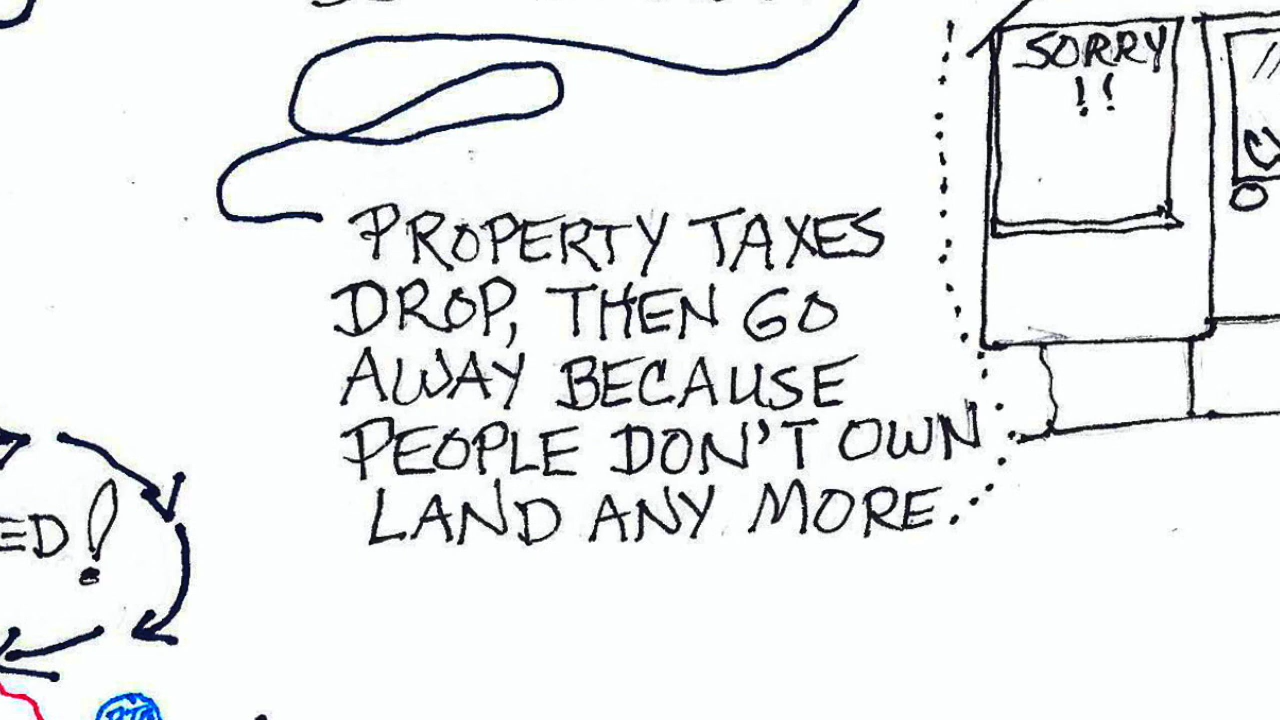 SORRY
!!
PROPERTY TAXES
DROP, THEN GO
AWAY BECAUSE
PEOPLE DON'T OWN
LAND ANY MORE.